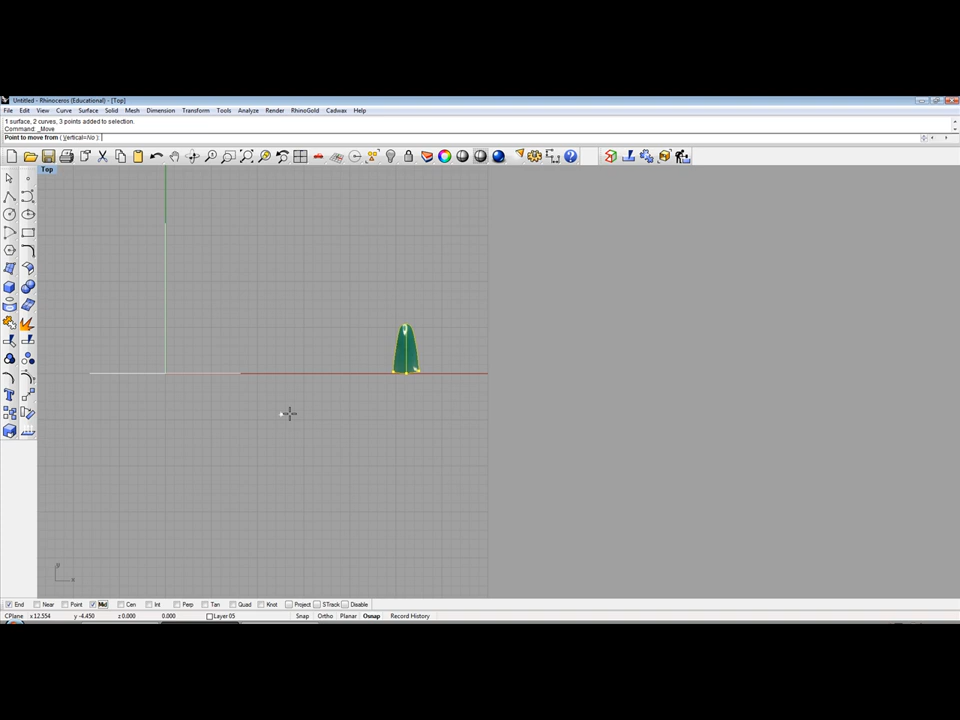 Untitled - Rhinoceros (Educational) - [Top]
File Edit View Curve Surface Solid Mesh Dimension Transform Tools Analyze Render RhinoGold Cadwax Help
1 surface, 2 curves, 3 points added to selection.
Command: _Move
Point to move from ( Vertical=No ):
Top
y
x
End Near Point Mid Cen Int Perp Tan Quad Knot Project STrack Disable
CPlane x 12.554 y -4.450 z 0.000 0.000 Layer 05 Snap Ortho Planar Osnap Record History